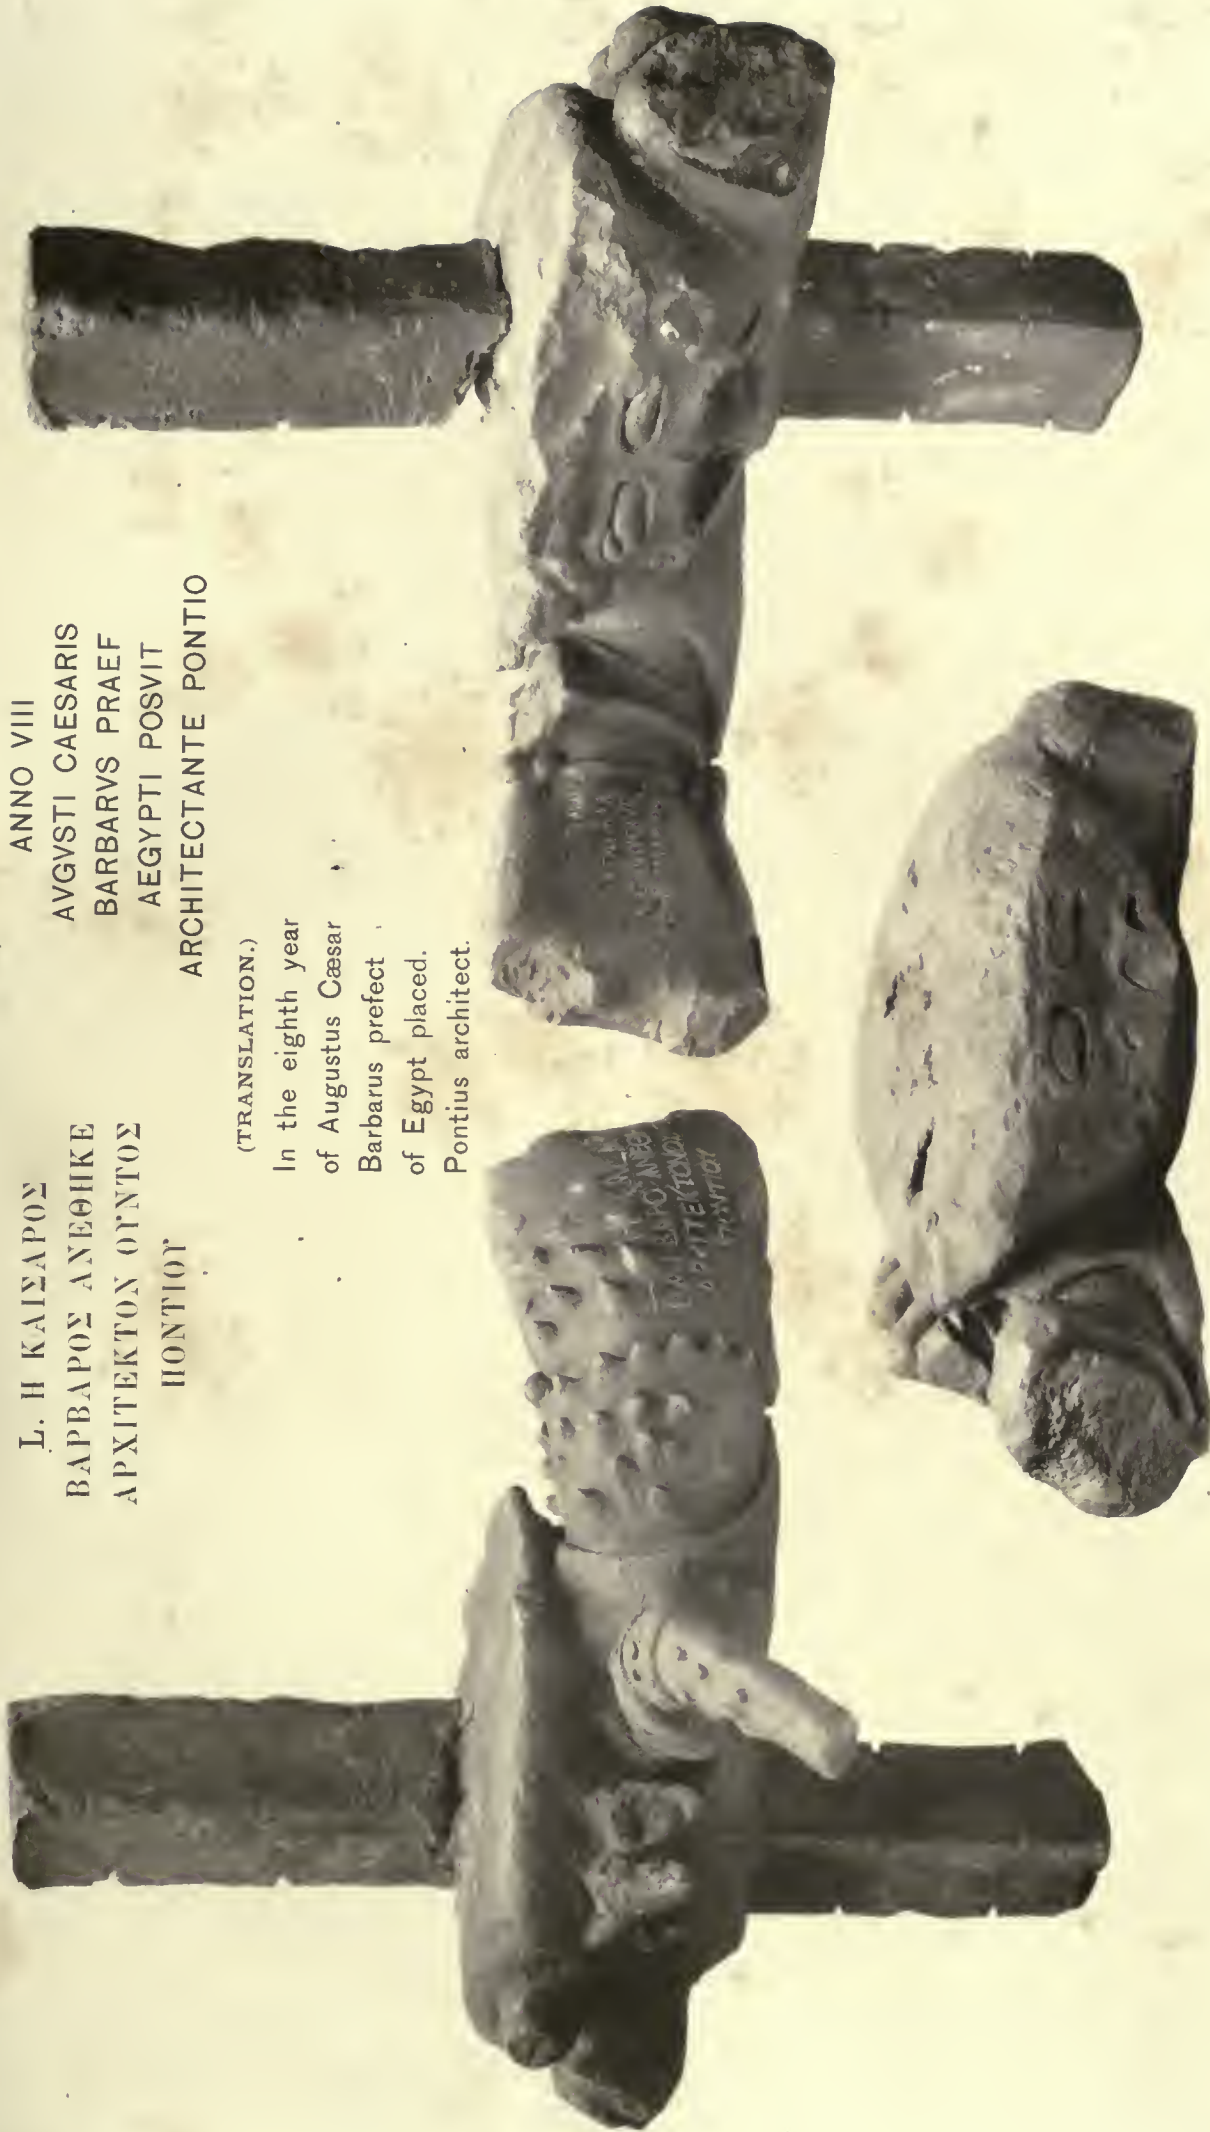 L. Η ΚΑΙΣΑΡΟΣ
ΒΑΡΒΑΡΟΣ ΑΝΕΘΗΚΕ
ΑΡΧΙΤΕΚΤΟΝ ΟΥΝΤΟΣ
ΠΟΝΤΙΟΥ
ANNO VIII
AVGVSTI CAESARIS
BARBARVS PRAEF
AEGYPTI POSVIT
ARCHITECTANTE PONTIO
(TRANSLATION.)
In the eighth year
of Augustus Cæsar
Barbarus prefect
of Egypt placed.
Pontius architect.